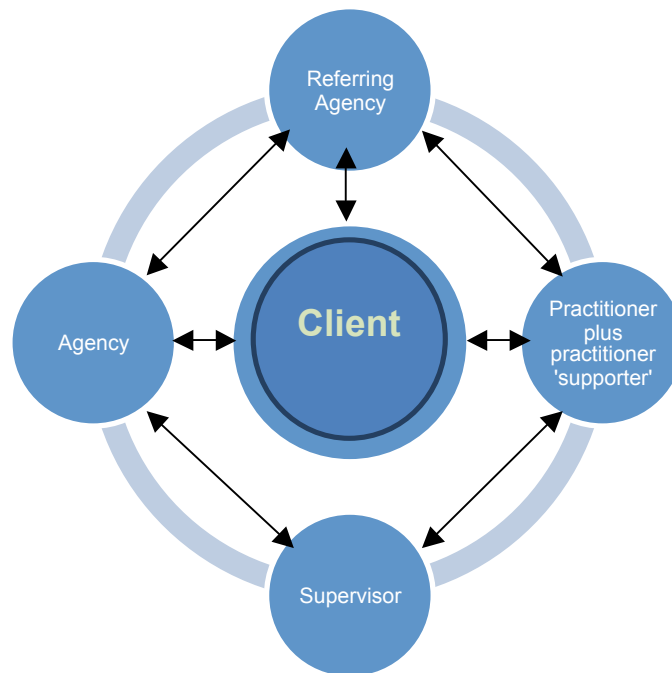 Referring
Agency
Client
Agency
Practitioner
plus
practitioner
'supporter'
Supervisor